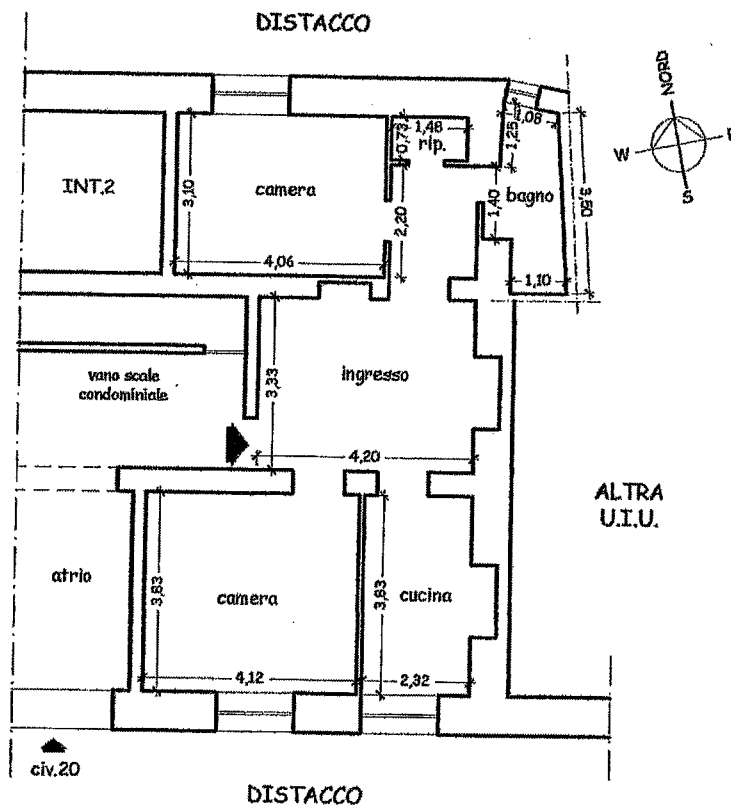 DISTACCO
NORD
W
E
S
1,08
1,25
0,73
1,48
rip.
INT.2
camera
3,10
2,20
1,40
bagno
3,50
4,06
1,10
vano scale
condominiale
3,33
ingresso
4,20
ALTRA
U.I.U.
atrio
3,83
camera
3,83
cucina
4,12
2,32
civ.20
DISTACCO